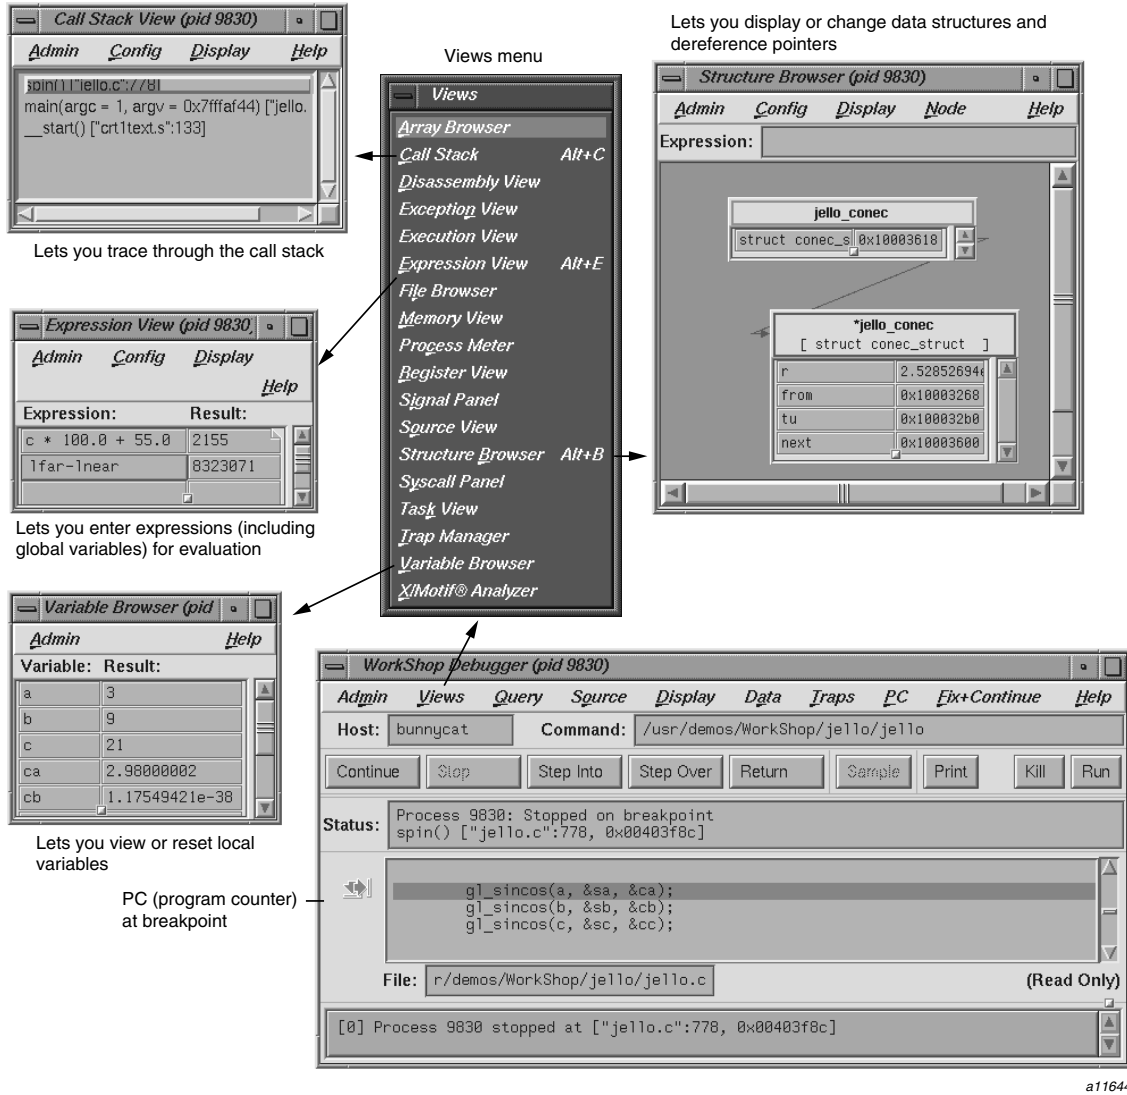 Call Stack View (pid 9830)
Admin Config Display Help
spin() ["jello.c":778]
main(argc = 1, argv = 0x7fffaf44) ["jello.
__start() ["crt1text.s":133]
Lets you trace through the call stack
Expression View (pid 9830)
Admin Config Display
Help
Expression: Result:
c * 100.0 + 55.0 2155
lfar-lnear 8323071
Lets you enter expressions (including
global variables) for evaluation
Variable Browser (pid
Admin Help
Variable: Result:
a 3
b 9
c 21
ca 2.98000002
cb 1.17549421e-38
Lets you view or reset local
variables
PC (program counter)
at breakpoint
Views menu
Views
Array Browser
Call Stack Alt+C
Disassembly View
Exception View
Execution View
Expression View Alt+E
File Browser
Memory View
Process Meter
Register View
Signal Panel
Source View
Structure Browser Alt+B
Syscall Panel
Task View
Trap Manager
Variable Browser
X/Motif® Analyzer
Lets you display or change data structures and
dereference pointers
Structure Browser (pid 9830)
Admin Config Display Node Help
Expression:
jello_conec
struct conec_s 0x10003618
*jello_conec
[ struct conec_struct ]
r 2.52852694e
from 0x10003268
tu 0x100032b0
next 0x10003600
WorkShop Debugger (pid 9830)
Admin Views Query Source Display Data Traps PC Fix+Continue Help
Host: bunnycat Command: /usr/demos/WorkShop/jello/jello
Continue Stop Step Into Step Over Return Sample Print Kill Run
Status: Process 9830: Stopped on breakpoint
spin() ["jello.c":778, 0x00403f8c]
gl_sincos(a, &sa, &ca);
gl_sincos(b, &sb, &cb);
gl_sincos(c, &sc, &cc);
File: r/demos/WorkShop/jello/jello.c (Read Only)
[0] Process 9830 stopped at ["jello.c":778, 0x00403f8c]
a11644